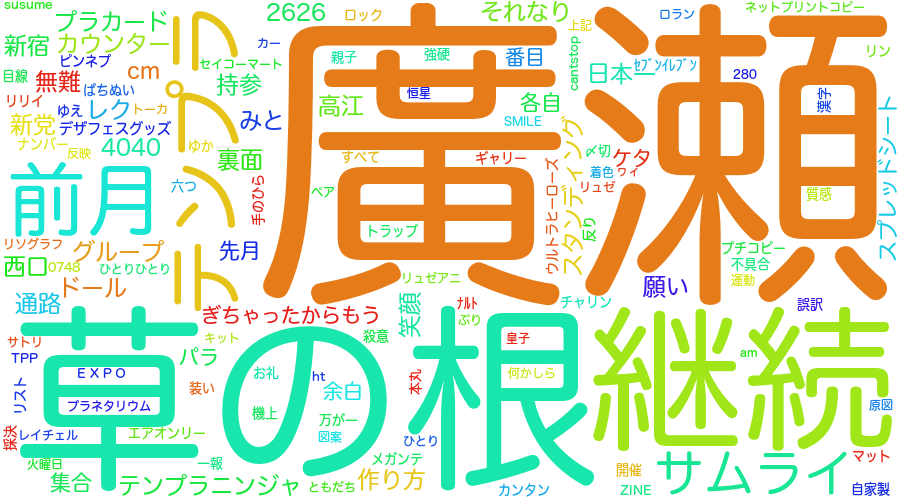 susume
プラカード
2626
ロック
それなり
ロラン
ネットプリントコピー
新宿
カウンター
テンプラ
廣瀬頼
上記
リン
カー
親子
強硬
番目
cantstop
ピンネプ
セイコーマート
目線
無難
cm
持参
日本一
ｾﾌﾞﾝｲﾚﾌﾞﾝ
280
ぱちぬい
恒星
リリイ
ゆえ
レク
トーカ
高江
各自
漢字
新党
デザフェスグッズ
みと
SMILE
スプレッドシート
ナンバー
反映
4040
ゆか
裏面
すべて
ギャリー
スタンディング
〆切
ケタ
着色
ワイ
リュゼ
前月
六つ
手のひら
ペア
ウルトラヒーローズ
反り
質感
トラップ
リソグラフ
グループ
先月
プチコピー
西口
0748
ひとりひとり
ドール
リュゼアニ
不具合
運動
願い
通路
ぎちゃったからもう
笑顔
ﾅﾙﾄ
チャリン
誤訳
ぷり
サトリ
草の根
継続
キット
殺意
皇子
TPP
パラ
am
EXPO
お礼
ht
何かしら
リスト
装い
余白
本丸
プラネタリウム
機上
万が一
原図
採決
レイチェル
エアオンリー
図案
ひとり
火曜日
一報
メガンテ
開催
サムライ
マット
集合
テンプラニンジャ
ともだち
作り方
カンタン
ZINE
自家製